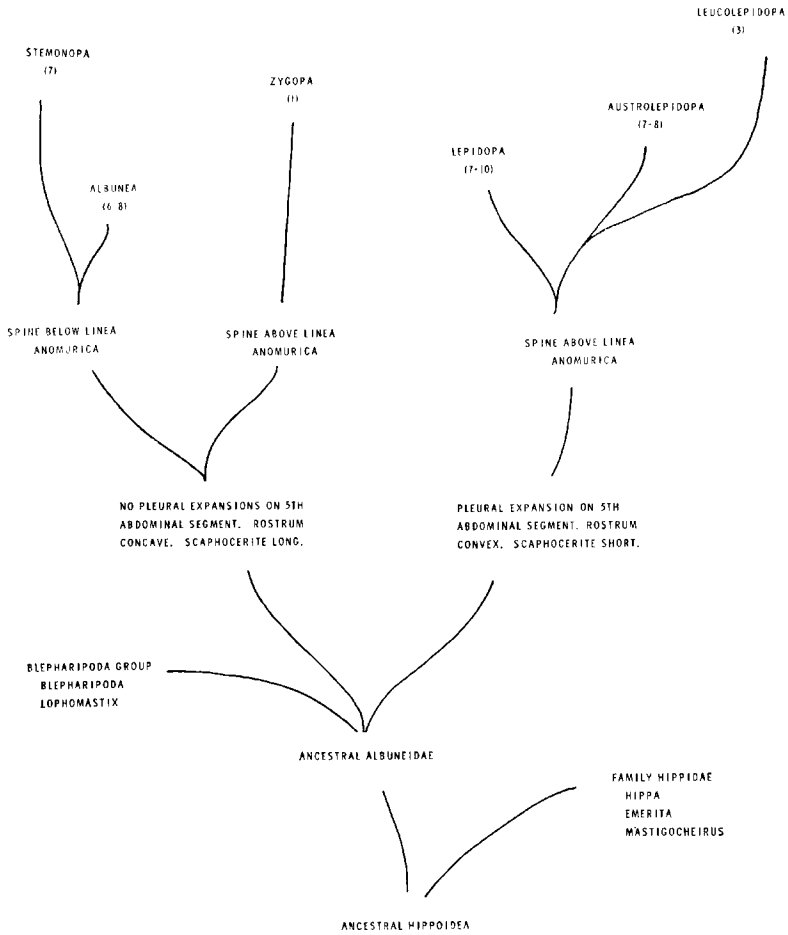 LEUCOLEPIDOPA
(3)
STEMONOPA
(7)
ZYGOPA
(1)
AUSTROLEPIDOPA
(7-8)
LEPIDOPA
(7-10)
ALBUNEA
(6-8)
SPINE BELOW LINEA
ANOMURICA
SPINE ABOVE LINEA
ANOMURICA
SPINE ABOVE LINEA
ANOMURICA
NO PLEURAL EXPANSIONS ON 5TH
ABDOMINAL SEGMENT. ROSTRUM
CONCAVE. SCAPHOCERITE LONG.
PLEURAL EXPANSION ON 5TH
ABDOMINAL SEGMENT. ROSTRUM
CONVEX. SCAPHOCERITE SHORT.
BLEPHARIPODA GROUP
BLEPHARIPODA
LOPHOMASTIX
ANCESTRAL ALBUNEIDAE
FAMILY HIPPIDAE
HIPPA
EMERITA
MASTIGOCHEIRUS
ANCESTRAL HIPPOIDEA